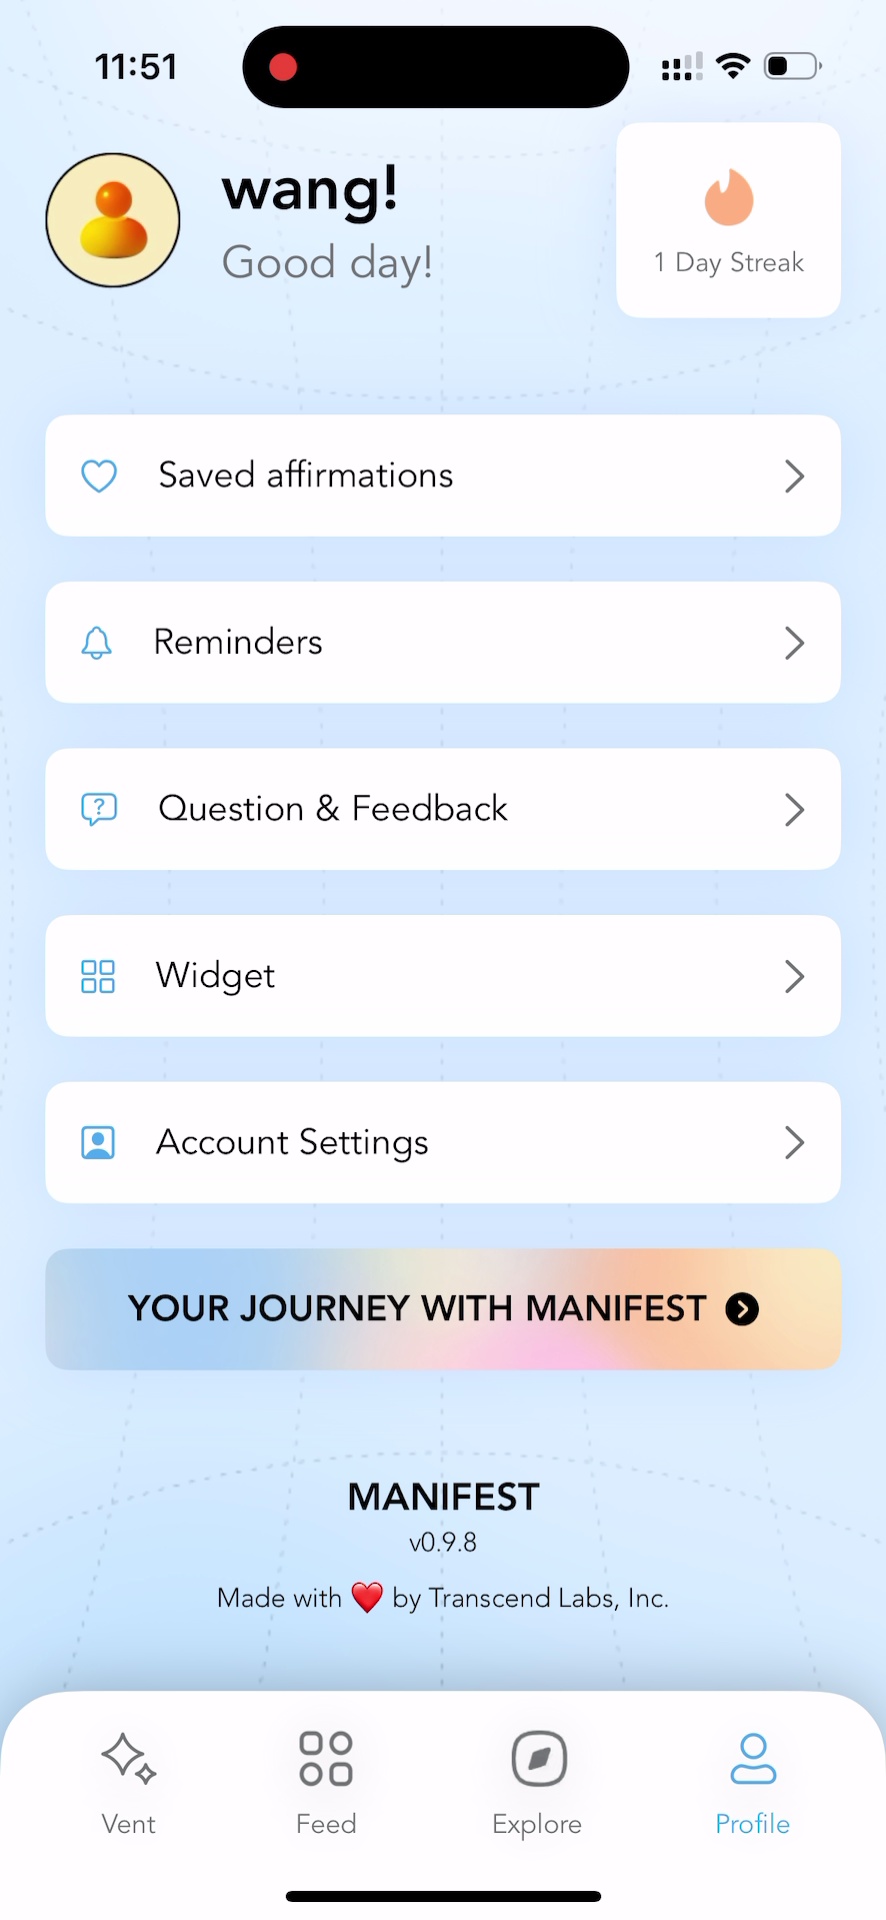 11:51
wang!
Good day!
1 Day Streak
Saved affirmations
Reminders
Question & Feedback
Widget
Account Settings
YOUR JOURNEY WITH MANIFEST
MANIFEST
v0.9.8
Made with ❤️ by Transcend Labs, Inc.
Vent
Feed
Explore
Profile